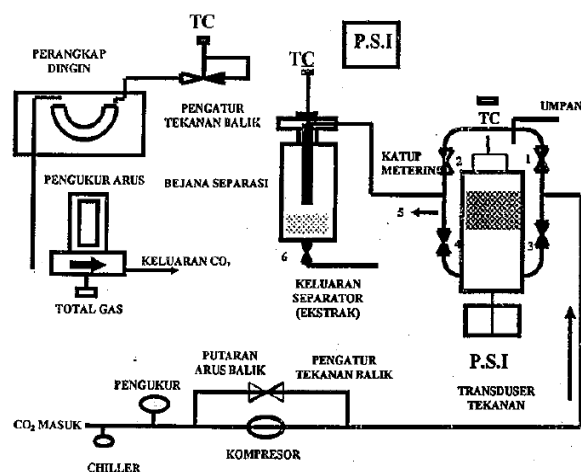 TC
PERANGKAP
DINGIN
PENGATUR
TEKANAN BALIK
TC
P.S.I
TC
UMPAN
KATUP
METERING
2
1
PENGUKUR ARUS
BEJANA SEPARASI
5
4
3
KELUARAN CO,
6
TOTAL GAS
KELUARAN
SEPARATOR
(EKSTRAK)
P.S.I
TRANSDUSER
TEKANAN
PUTARAN
ARUS BALIK
PENGATUR
TEKANAN BALIK
PENGUKUR
CO₂ MASUK
KOMPRESOR
CHILLER